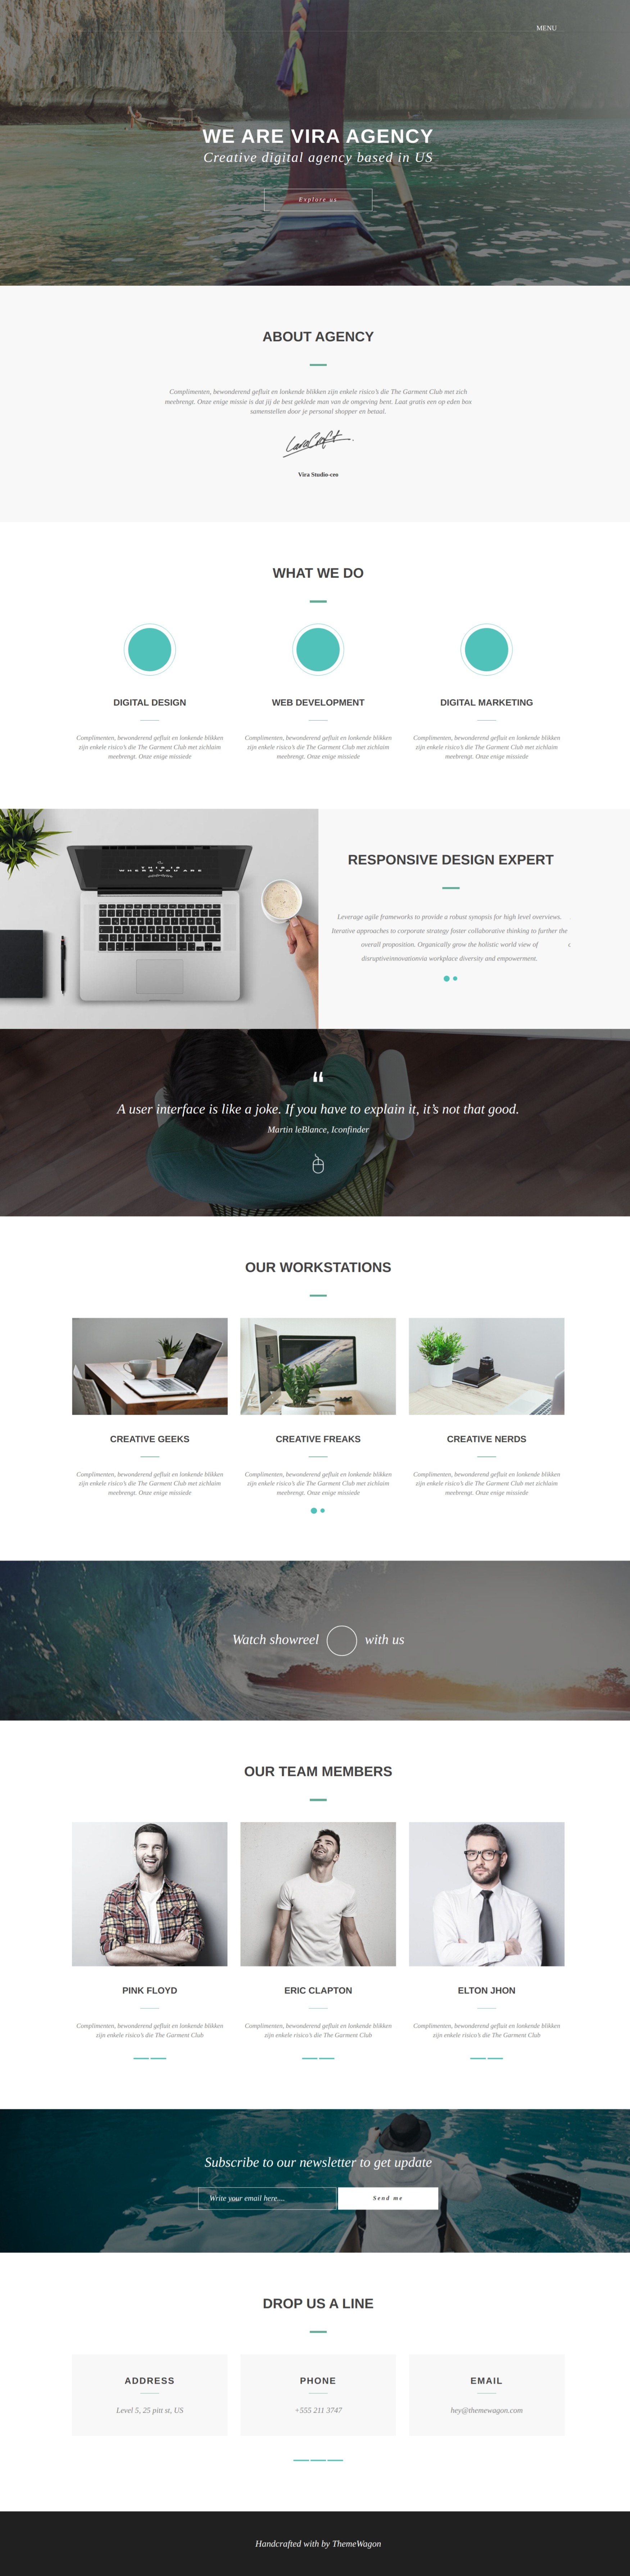 MENU
WE ARE VIRA AGENCY
Creative digital agency based in US
Explore us
ABOUT AGENCY
Complimenten, bewonderend gefluit en lonkende blikken zijn enkele risico's die The Garment Club met zich
meebrengt. Onze enige missie is dat jij de best geklede man van de omgeving bent. Laat gratis een op eden box
samenstellen door je personal shopper en betaal.
Vira Studio-ceo
WHAT WE DO
DIGITAL DESIGN
Complimenten, bewonderend gefluit en lonkende blikken
zijn enkele risico's die The Garment Club met zichlaim
meebrengt. Onze enige missiede
WEB DEVELOPMENT
Complimenten, bewonderend gefluit en lonkende blikken
zijn enkele risico's die The Garment Club met zichlaim
meebrengt. Onze enige missiede
DIGITAL MARKETING
Complimenten, bewonderend gefluit en lonkende blikken
zijn enkele risico's die The Garment Club met zichlaim
meebrengt. Onze enige missiede
THIS IS
WHERE YOU ARE
RESPONSIVE DESIGN EXPERT
Leverage agile frameworks to provide a robust synopsis for high level overviews.
Iterative approaches to corporate strategy foster collaborative thinking to further the
overall proposition. Organically grow the holistic world view of
disruptiveinnovationvia workplace diversity and empowerment.
“
A user interface is like a joke. If you have to explain it, it’s not that good.
Martin leBlance, Iconfinder
OUR WORKSTATIONS
CREATIVE GEEKS
Complimenten, bewonderend gefluit en lonkende blikken
zijn enkele risico's die The Garment Club met zichlaim
meebrengt. Onze enige missiede
CREATIVE FREAKS
Complimenten, bewonderend gefluit en lonkende blikken
zijn enkele risico's die The Garment Club met zichlaim
meebrengt. Onze enige missiede
CREATIVE NERDS
Complimenten, bewonderend gefluit en lonkende blikken
zijn enkele risico's die The Garment Club met zichlaim
meebrengt. Onze enige missiede
Watch showreel with us
OUR TEAM MEMBERS
PINK FLOYD
Complimenten, bewonderend gefluit en lonkende blikken
zijn enkele risico's die The Garment Club
ERIC CLAPTON
Complimenten, bewonderend gefluit en lonkende blikken
zijn enkele risico's die The Garment Club
ELTON JHON
Complimenten, bewonderend gefluit en lonkende blikken
zijn enkele risico's die The Garment Club
Subscribe to our newsletter to get update
Write your email here....
Send me
DROP US A LINE
ADDRESS
Level 5, 25 pitt st, US
PHONE
+555 211 3747
EMAIL
hey@themewagon.com
Handcrafted with by ThemeWagon